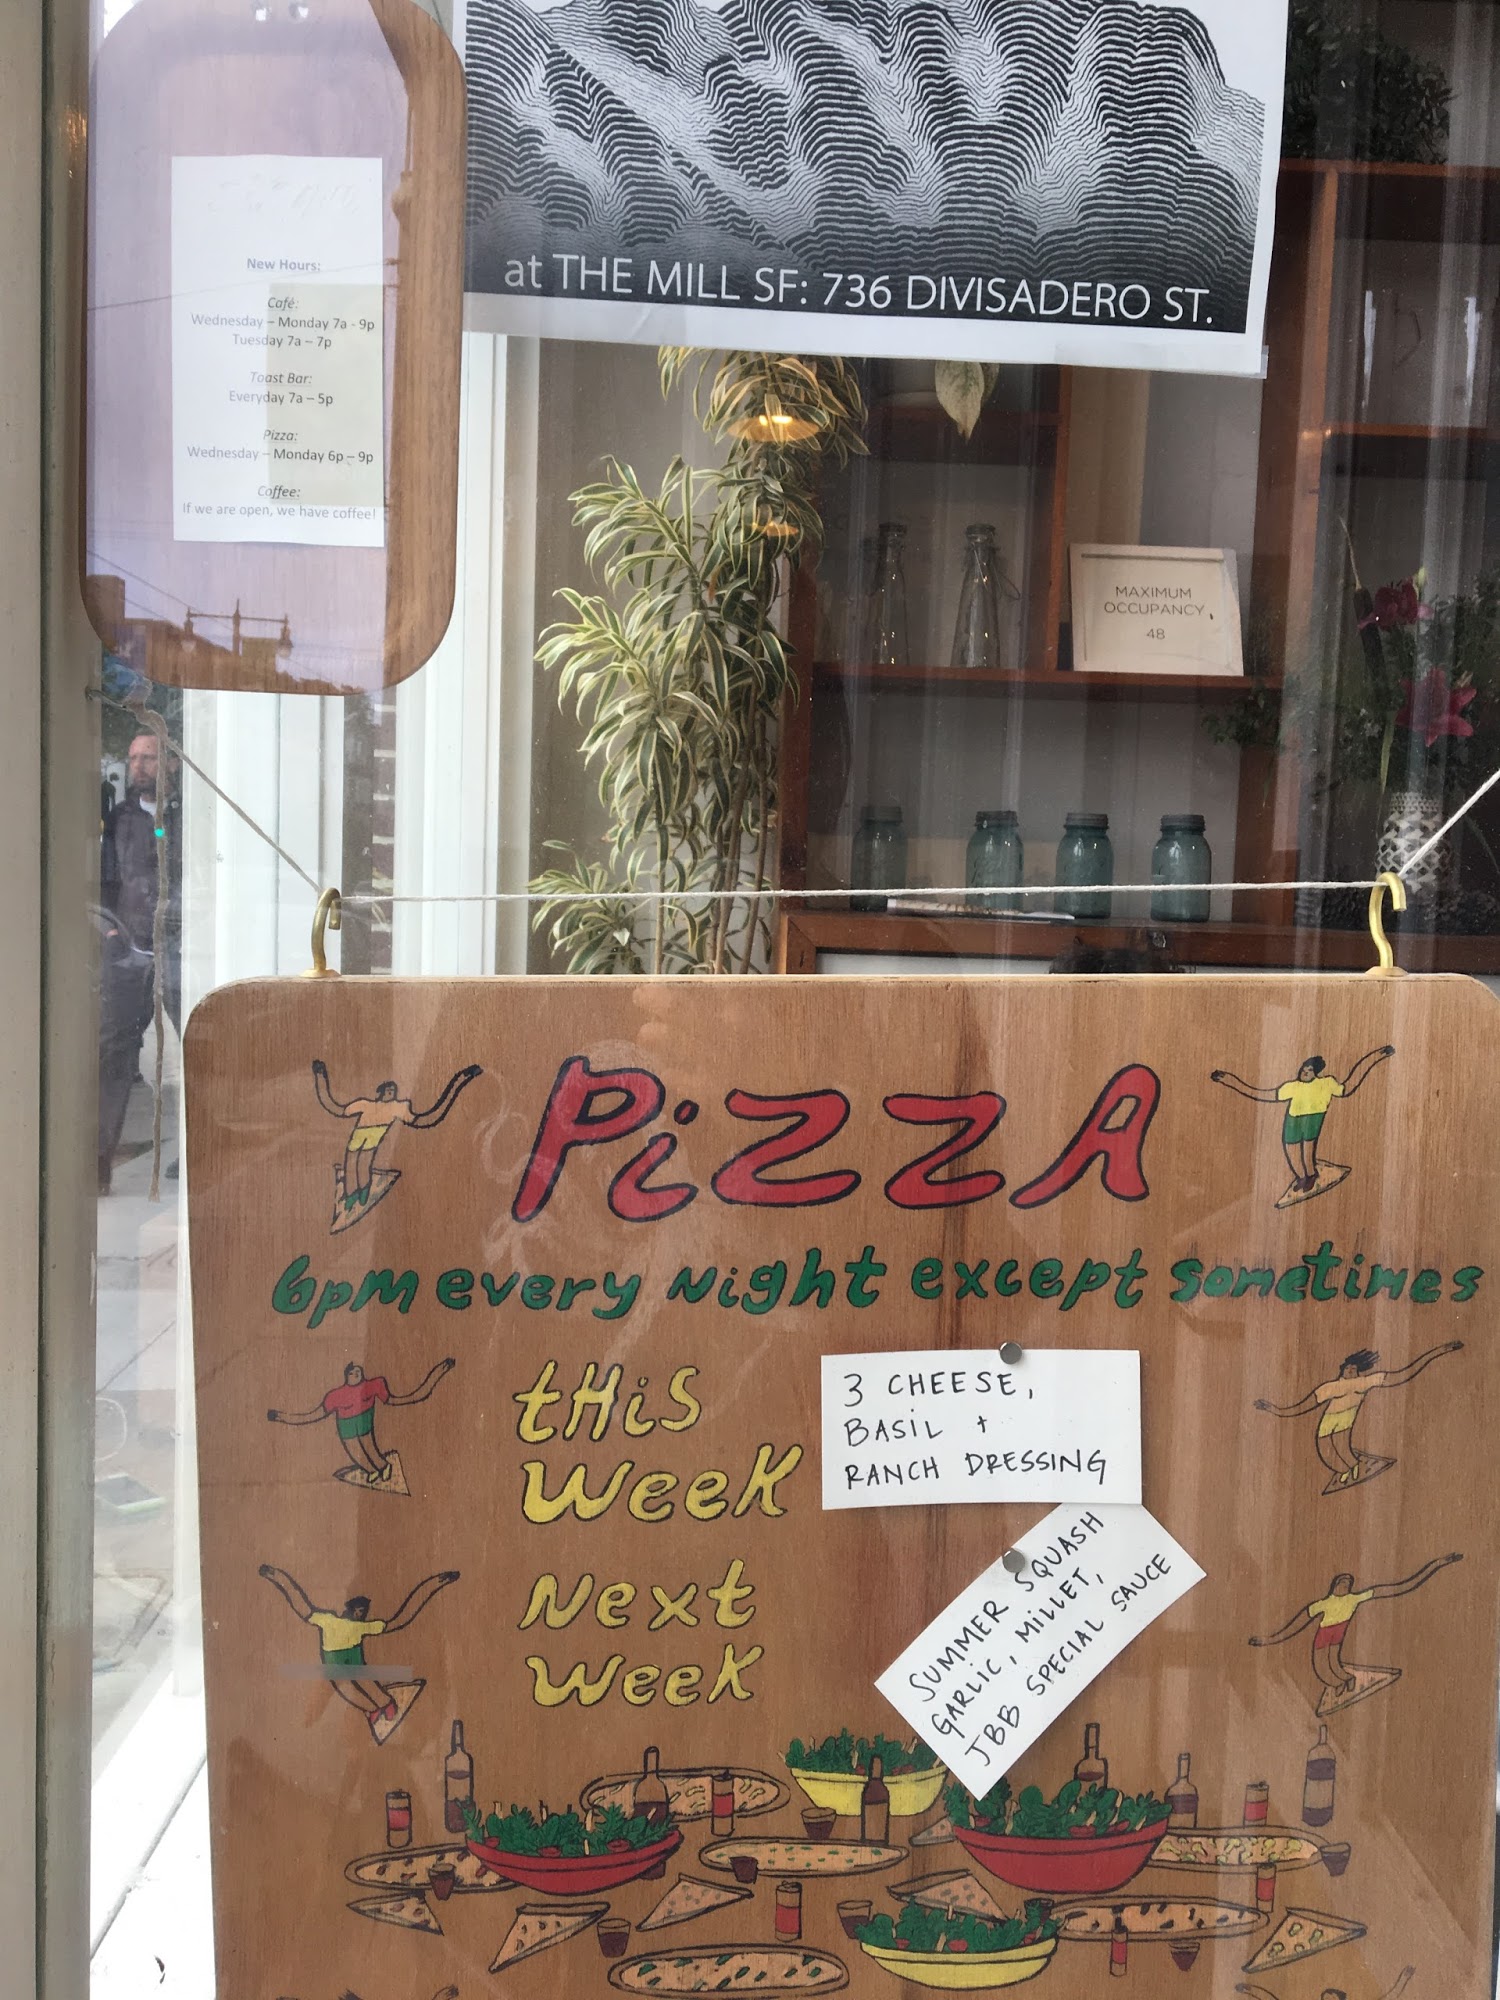 at THE MILL SF: 736 DIVISADERO ST.
New Hours:
Café:
Wednesday – Monday 7a - 9p
Tuesday 7a – 7p
Toast Bar:
Everyday 7a – 5p
Pizza:
Wednesday – Monday 6p – 9p
Coffee:
If we are open, we have coffee!
MAXIMUM
OCCUPANCY
48
PiZZA
6pm every Night except sometimes
tHiS
Week
3 CHEESE,
BASIL +
RANCH DRESSING
Next
Week
SUMMER SQUASH
GARLIC, MILLET,
JBB SPECIAL SAUCE